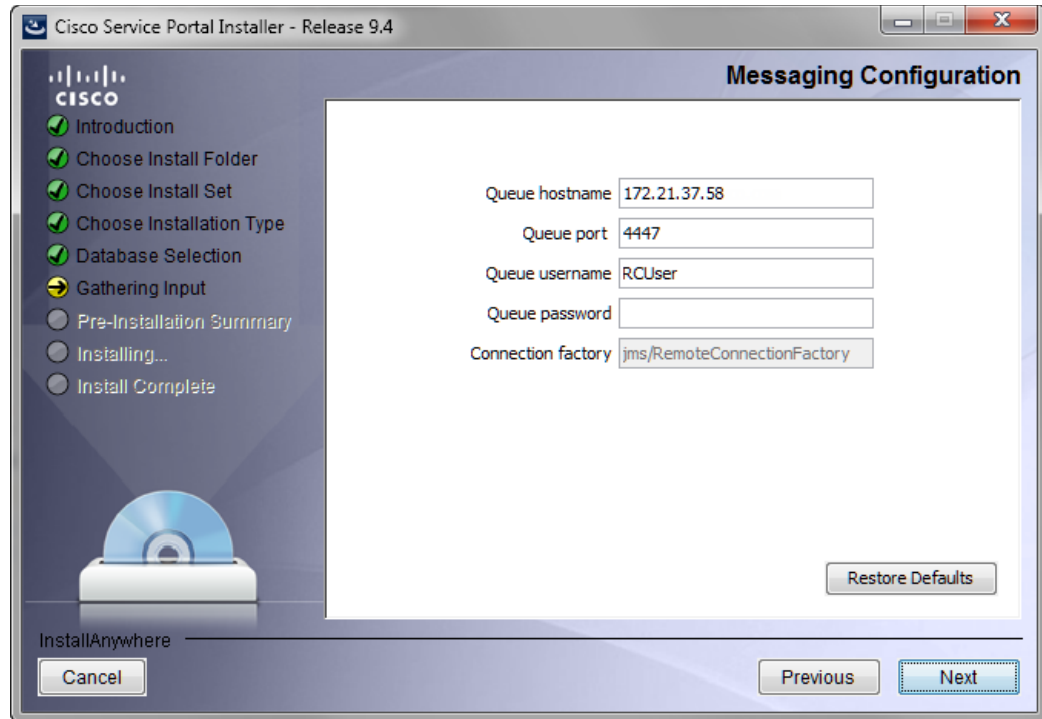 Cisco Service Portal Installer - Release 9.4
CISCO
Messaging Configuration
Introduction
Choose Install Folder
Choose Install Set
Choose Installation Type
Database Selection
Gathering Input
Pre-Installation Summary
Installing...
Install Complete
Queue hostname 172.21.37.58
Queue port 4447
Queue username RCUser
Queue password
Connection factory jms/RemoteConnectionFactory
Restore Defaults
InstallAnywhere
Cancel Previous Next